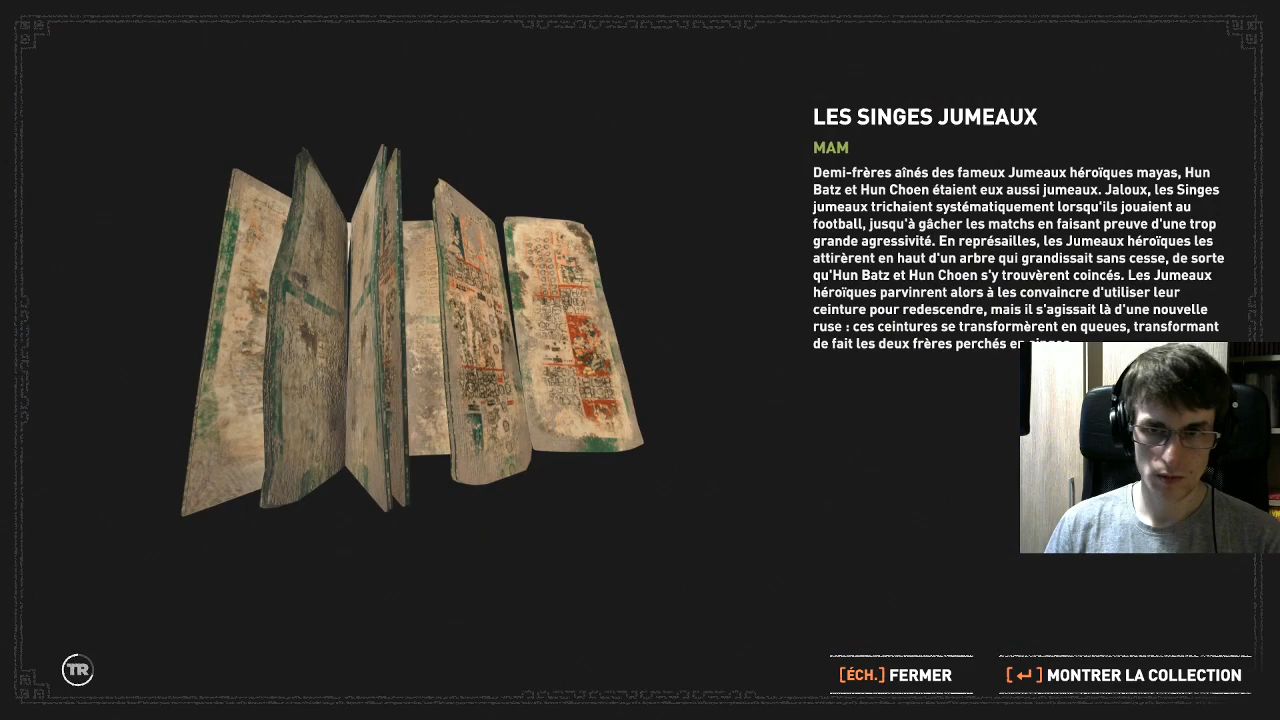 LES SINGES JUMEAUX
MAM
Demi-frères aînés des fameux Jumeaux héroïques mayas, Hun
Batz et Hun Choen étaient eux aussi jumeaux. Jaloux, les Singes
jumeaux trichaient systématiquement lorsqu'ils jouaient au
football, jusqu'à gâcher les matchs en faisant preuve d'une trop
grande agressivité. En représailles, les Jumeaux héroïques les
attirèrent en haut d'un arbre qui grandissait sans cesse, de sorte
qu'Hun Batz et Hun Choen s'y trouvèrent coincés. Les Jumeaux
héroïques parvinrent alors à les convaincre d'utiliser leur
ceinture pour redescendre, mais il s'agissait là d'une nouvelle
ruse : ces ceintures se transformèrent en queues, transformant
de fait les deux frères perchés en singes.
TR
[ÉCH.] FERMER
[↵] MONTRER LA COLLECTION